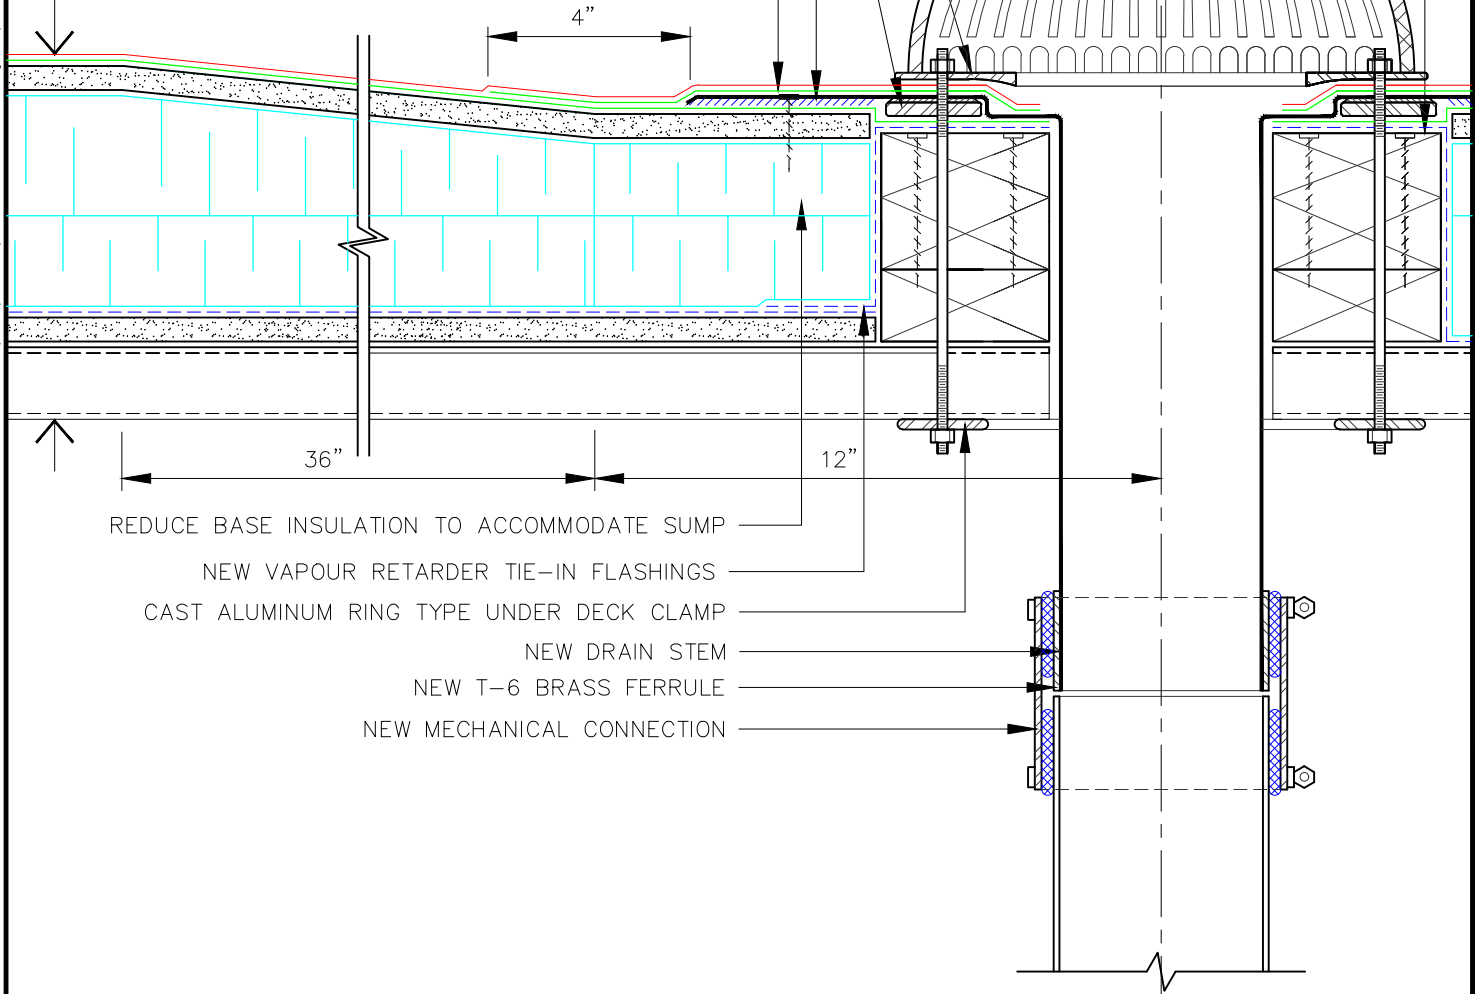 4”
36”
12”
REDUCE BASE INSULATION TO ACCOMMODATE SUMP
NEW VAPOUR RETARDER TIE–IN FLASHINGS
CAST ALUMINUM RING TYPE UNDER DECK CLAMP
NEW DRAIN STEM
NEW T–6 BRASS FERRULE
NEW MECHANICAL CONNECTION